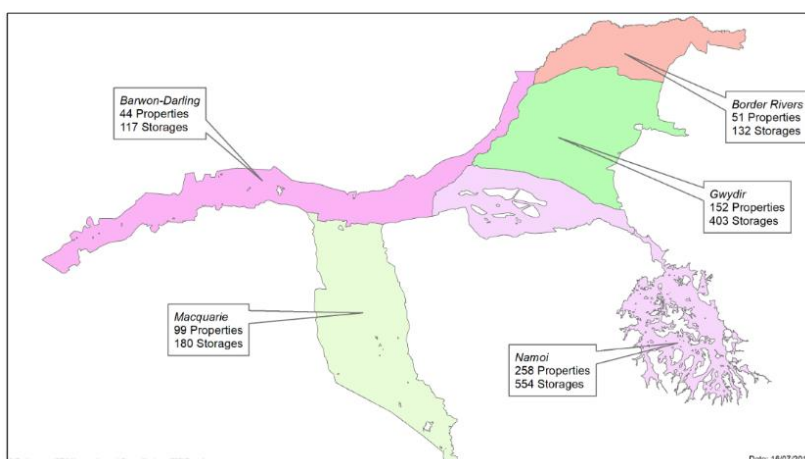 Barwon-Darling
44 Properties
117 Storages
Border Rivers
51 Properties
132 Storages
Gwydir
152 Properties
403 Storages
Macquarie
99 Properties
180 Storages
Namoi
258 Properties
554 Storages